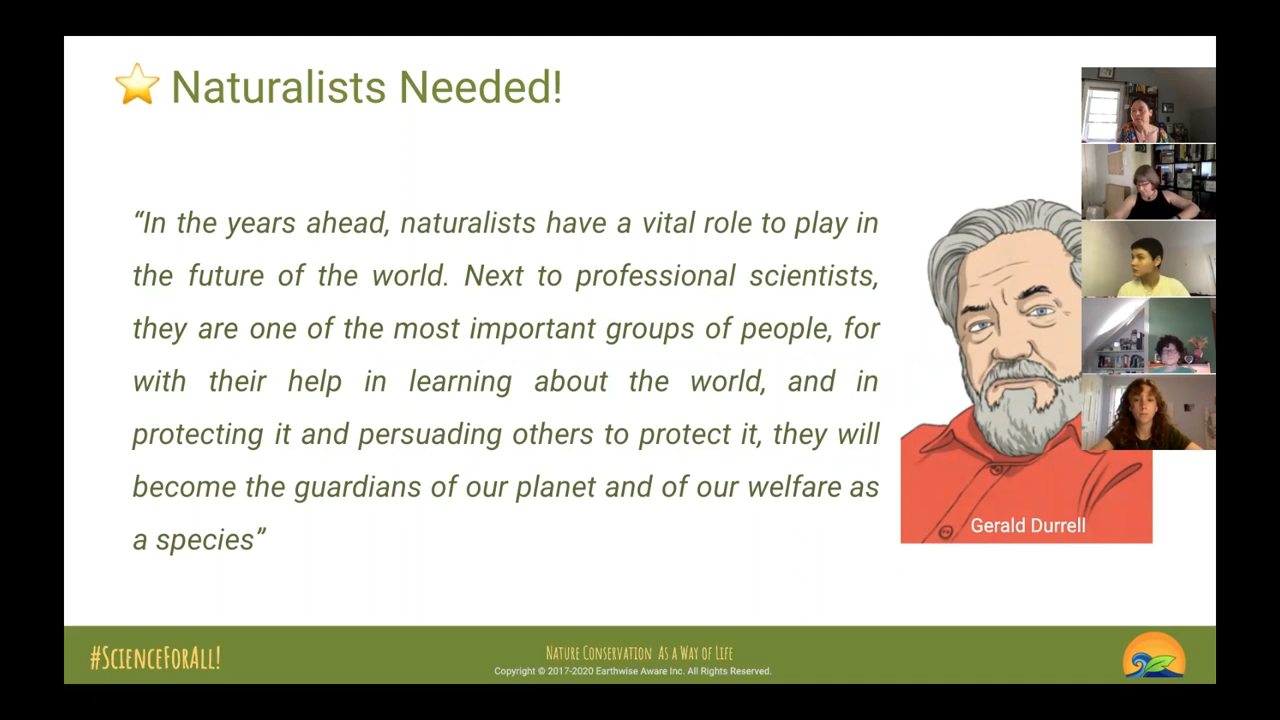 Naturalists Needed!
“In the years ahead, naturalists have a vital role to play in
the future of the world. Next to professional scientists,
they are one of the most important groups of people, for
with their help in learning about the world, and in
protecting it and persuading others to protect it, they will
become the guardians of our planet and of our welfare as
a species”
Gerald Durrell
#ScienceForAll!
Nature Conservation As a Way of Life
Copyright © 2017-2020 Earthwise Aware Inc. All Rights Reserved.